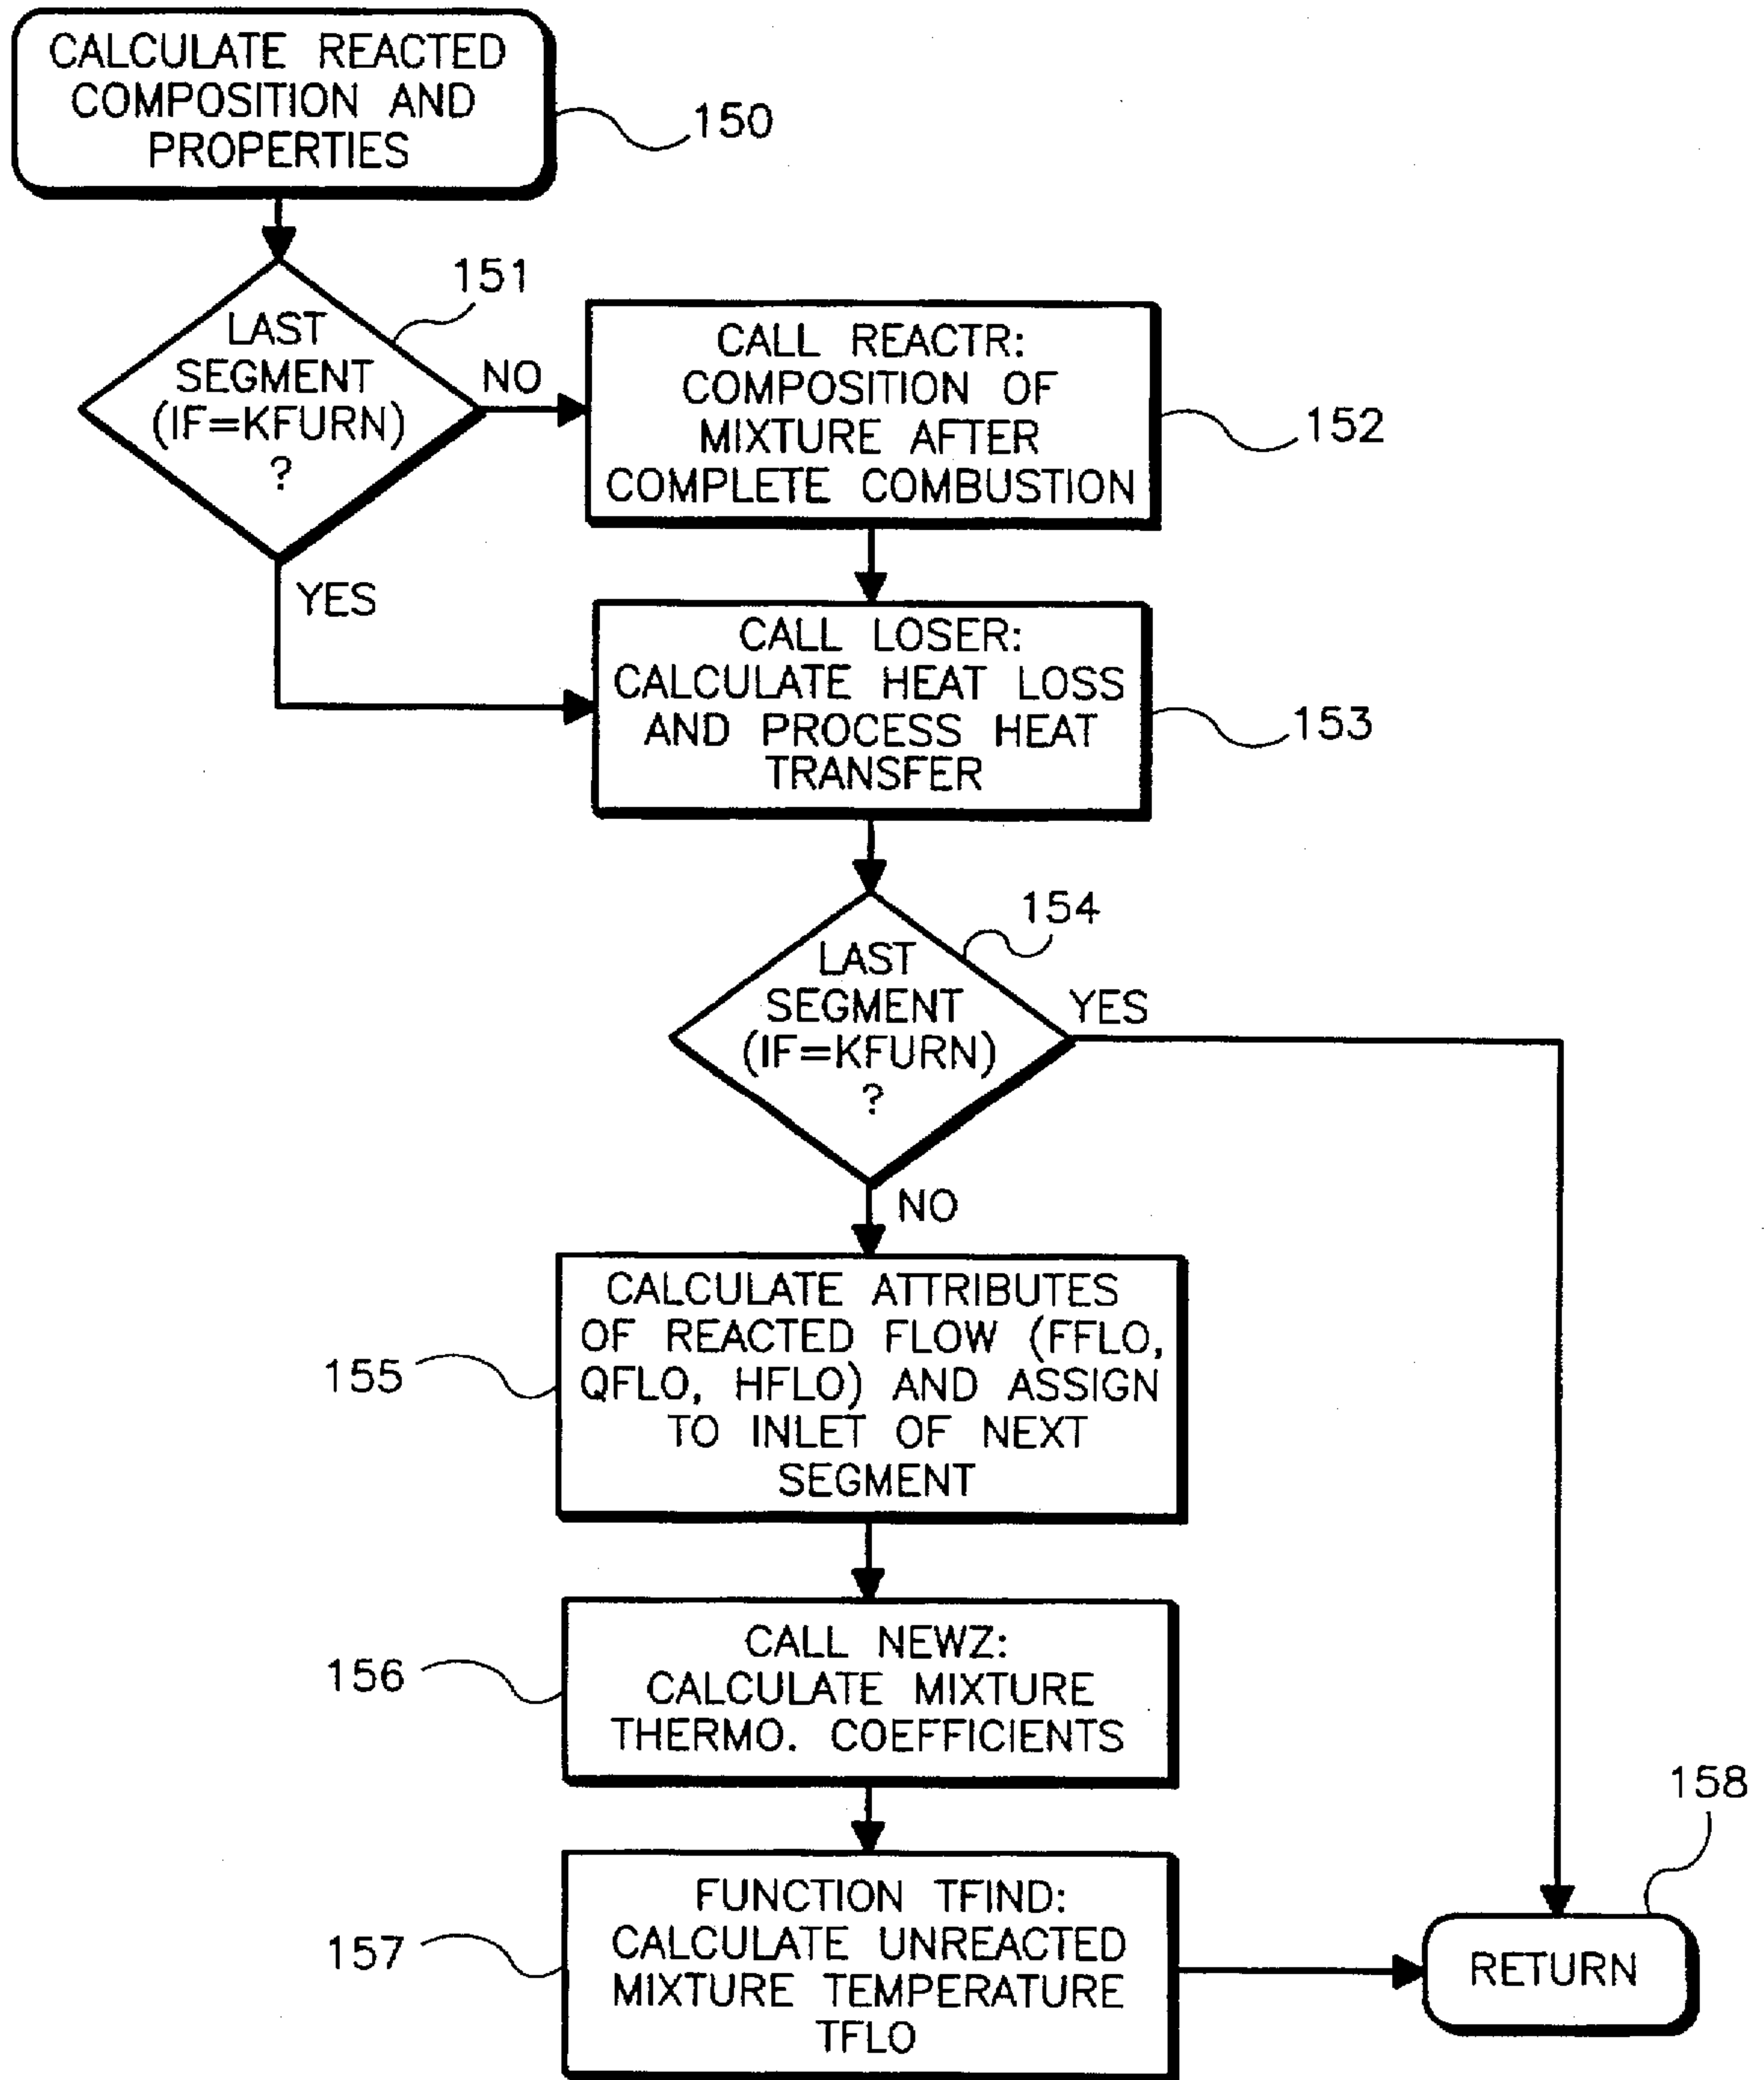 CALCULATE REACTED
COMPOSITION AND
PROPERTIES
150
151
LAST
SEGMENT
(IF=KFURN)
?
NO
YES
CALL REACTR:
COMPOSITION OF
MIXTURE AFTER
COMPLETE COMBUSTION
152
CALL LOSER:
CALCULATE HEAT LOSS
AND PROCESS HEAT
TRANSFER
153
154
LAST
SEGMENT
(IF=KFURN)
?
YES
NO
CALCULATE ATTRIBUTES
OF REACTED FLOW (FFLO,
QFLO, HFLO) AND ASSIGN
TO INLET OF NEXT
SEGMENT
155
CALL NEWZ:
CALCULATE MIXTURE
THERMO. COEFFICIENTS
156
FUNCTION TFIND:
CALCULATE UNREACTED
MIXTURE TEMPERATURE
TFLO
157
158
RETURN